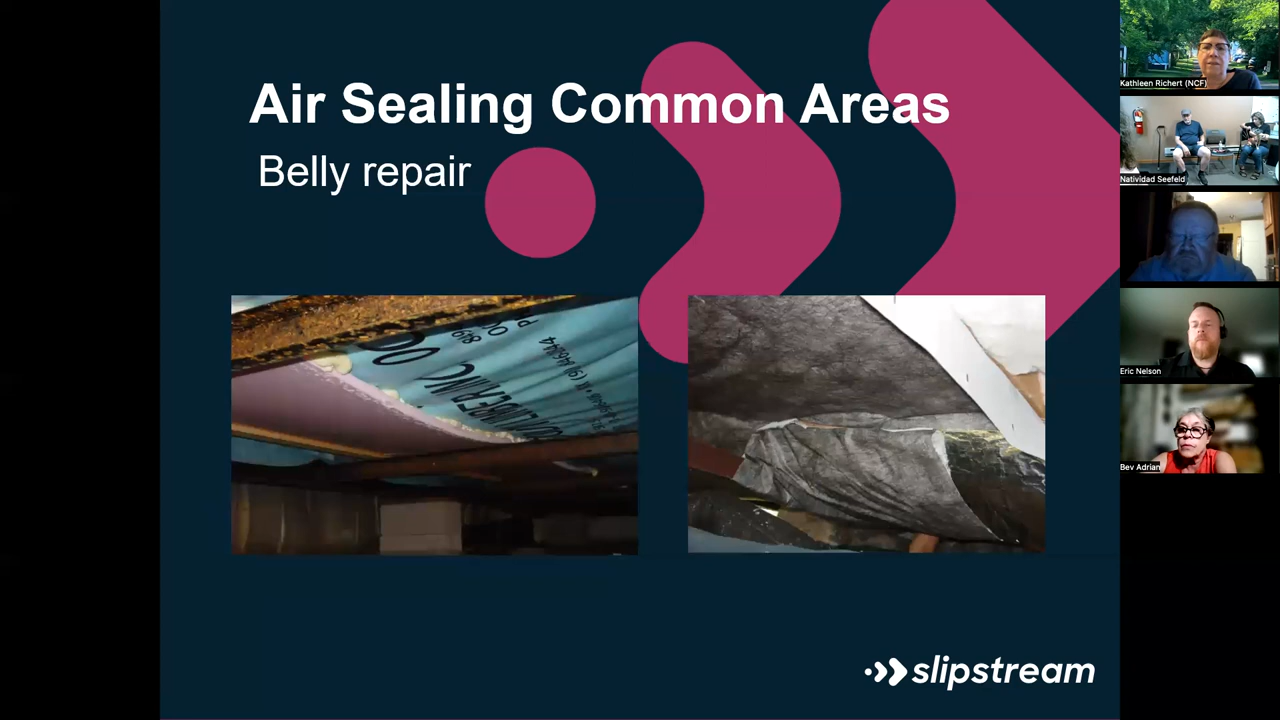 Air Sealing Common Areas
Belly repair
slipstream
Kathleen Richert (NCF)
Natividad Seefeld
Eric Nelson
Bev Adrian